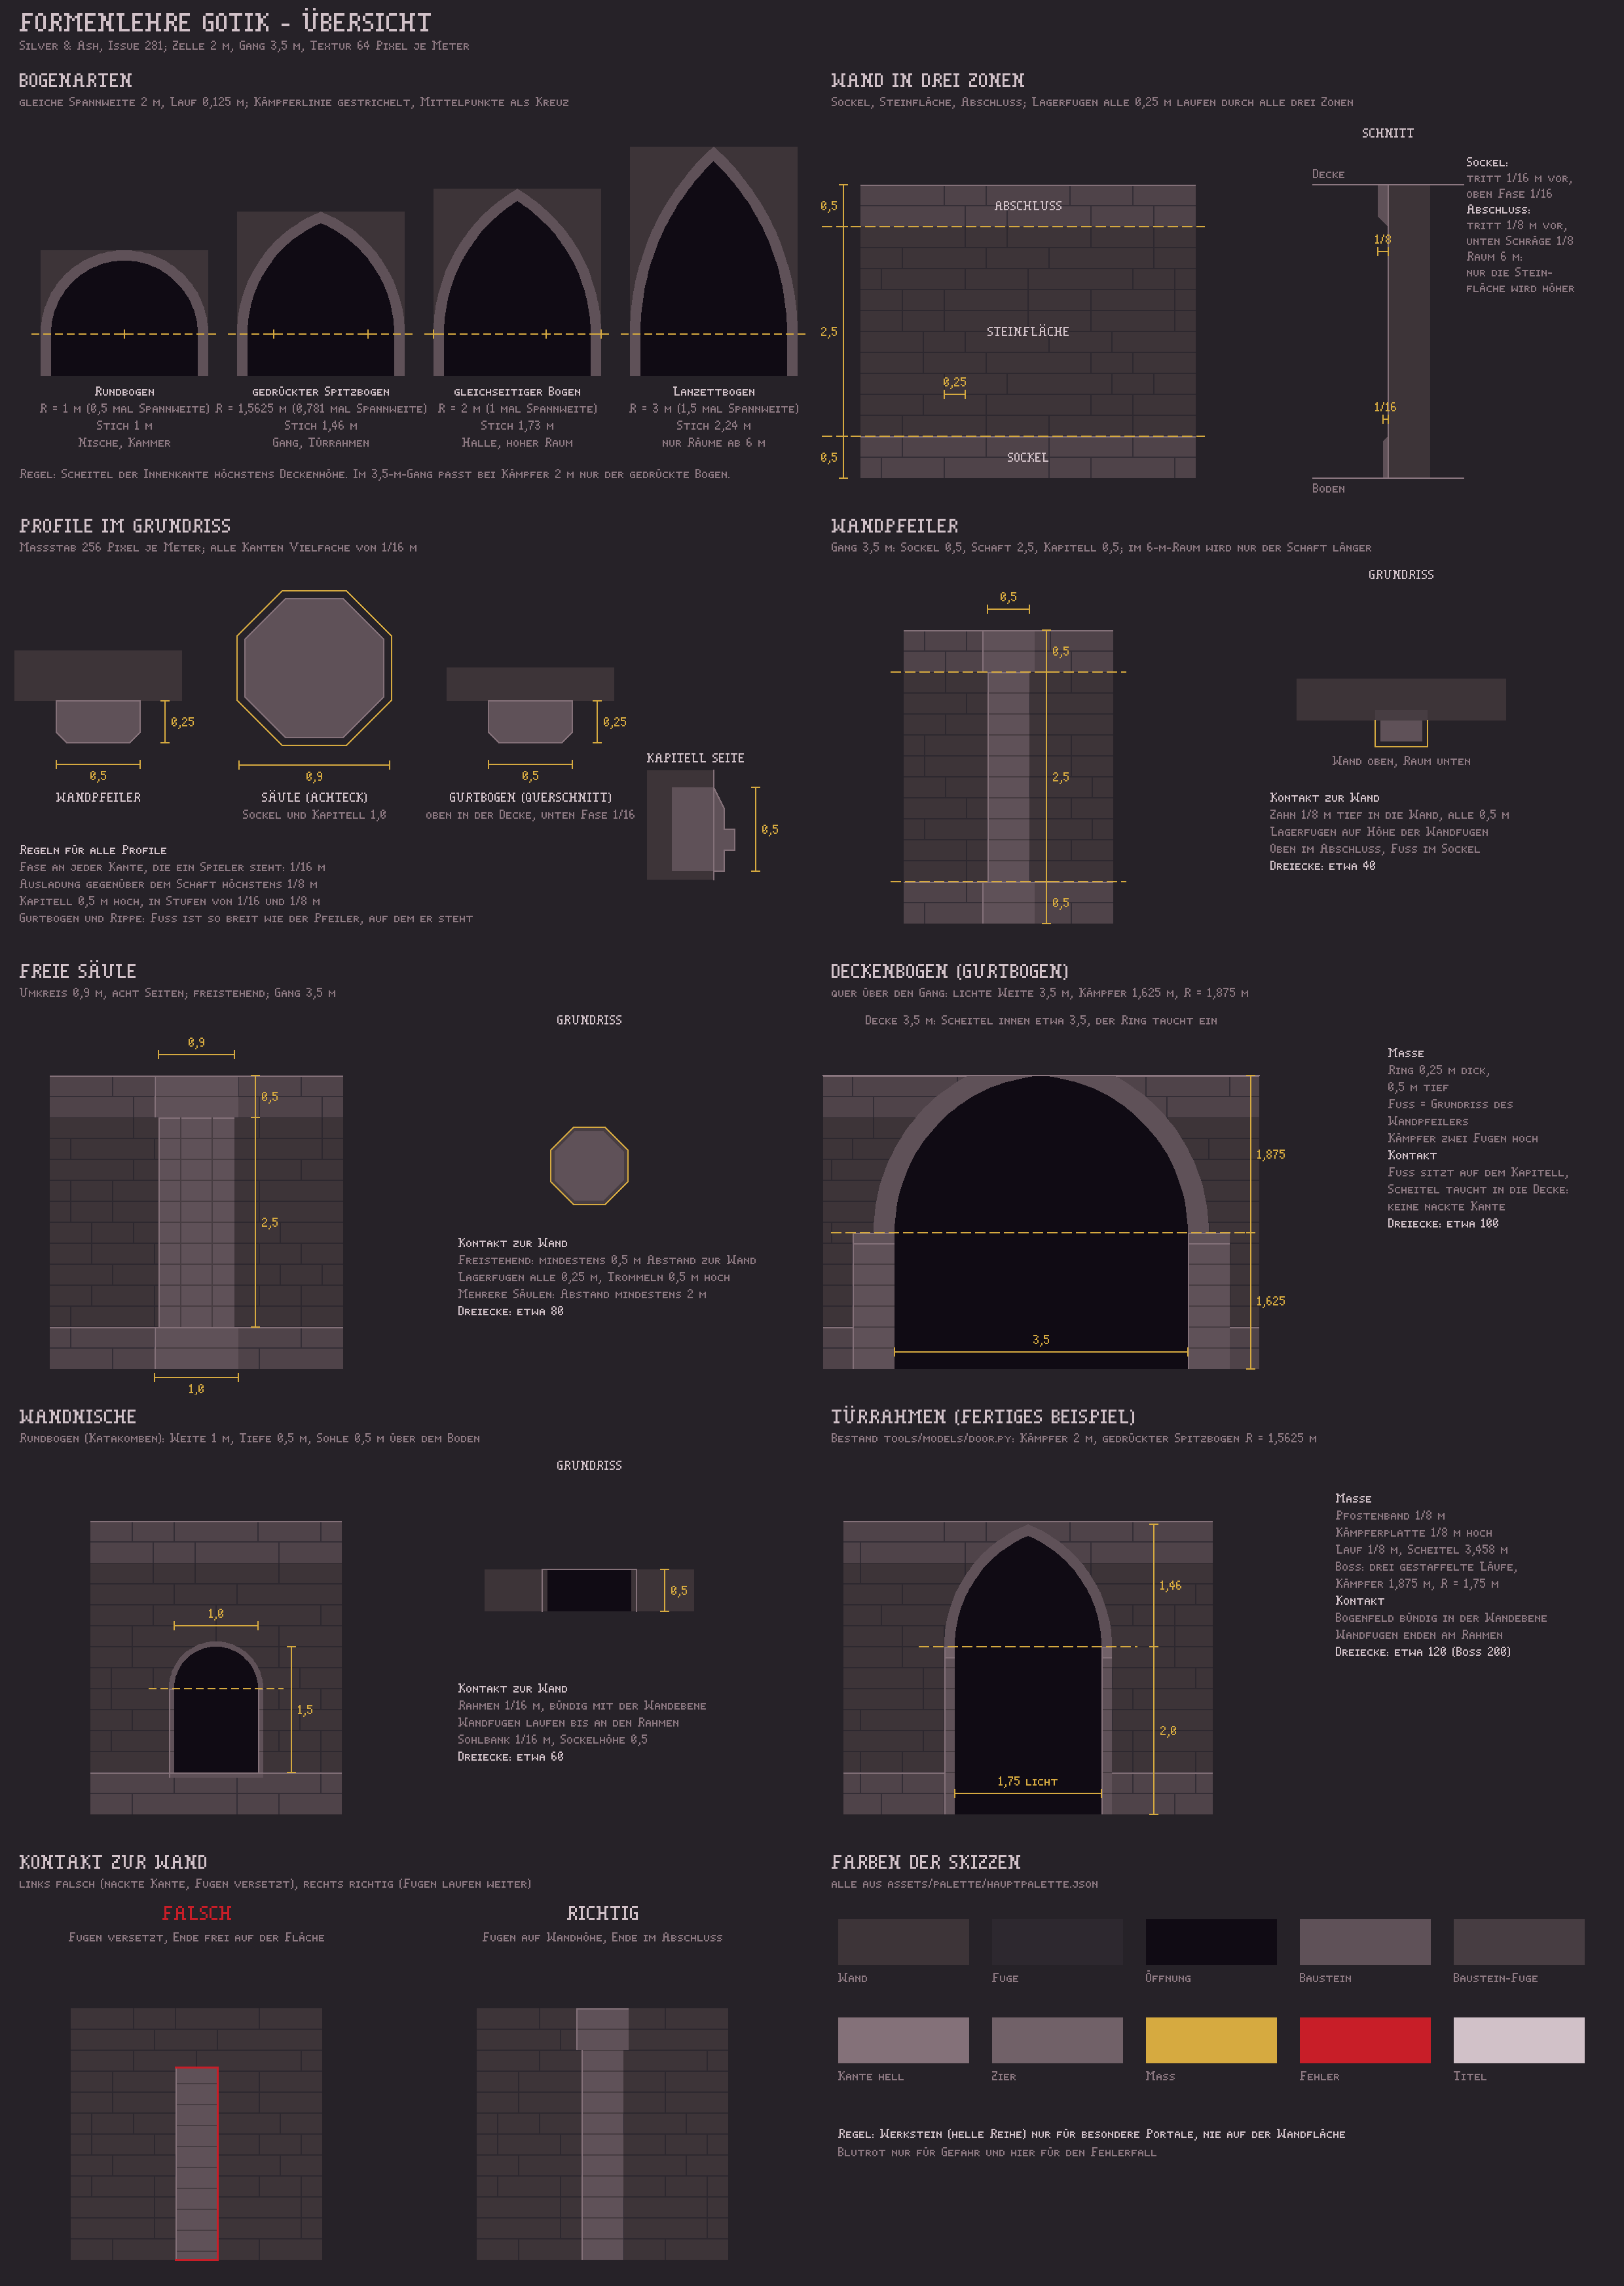 FORMENLEHRE GOTIK - ÜBERSICHT
Silver & Ash, Issue 281; Zelle 2 m, Gang 3,5 m, Textur 64 Pixel je Meter
BOGENARTEN
gleiche Spannweite 2 m, Lauf 0,125 m; Kämpferlinie gestrichelt, Mittelpunkte als Kreuz
Rundbogen
R = 1 m (0,5 mal Spannweite)
Stich 1 m
Nische, Kammer
gedrückter Spitzbogen
R = 1,5625 m (0,781 mal Spannweite)
Stich 1,46 m
Gang, Türrahmen
gleichseitiger Bogen
R = 2 m (1 mal Spannweite)
Stich 1,73 m
Halle, hoher Raum
Lanzettbogen
R = 3 m (1,5 mal Spannweite)
Stich 2,24 m
nur Räume ab 6 m
Regel: Scheitel der Innenkante höchstens Deckenhöhe. Im 3,5-m-Gang passt bei Kämpfer 2 m nur der gedrückte Bogen.
WAND IN DREI ZONEN
Sockel, Steinfläche, Abschluss; Lagerfugen alle 0,25 m laufen durch alle drei Zonen
0,5
2,5
0,5
ABSCHLUSS
STEINFLÄCHE
0,25
SOCKEL
SCHNITT
Decke
1/8
1/16
Boden
Sockel:
tritt 1/16 m vor,
oben Fase 1/16
Abschluss:
tritt 1/8 m vor,
unten Schräge 1/8
Raum 6 m:
nur die Stein-
fläche wird höher
PROFILE IM GRUNDRISS
Massstab 256 Pixel je Meter; alle Kanten Vielfache von 1/16 m
0,25
0,5
WANDPFEILER
0,9
SÄULE (ACHTECK)
Sockel und Kapitell 1,0
0,25
0,5
GURTBOGEN (QUERSCHNITT)
oben in der Decke, unten Fase 1/16
KAPITELL SEITE
0,5
Regeln für alle Profile
Fase an jeder Kante, die ein Spieler sieht: 1/16 m
Ausladung gegenüber dem Schaft höchstens 1/8 m
Kapitell 0,5 m hoch, in Stufen von 1/16 und 1/8 m
Gurtbogen und Rippe: Fuss ist so breit wie der Pfeiler, auf dem er steht
WANDPFEILER
Gang 3,5 m: Sockel 0,5, Schaft 2,5, Kapitell 0,5; im 6-m-Raum wird nur der Schaft länger
0,5
0,5
2,5
0,5
GRUNDRISS
Wand oben, Raum unten
Kontakt zur Wand
Zahn 1/8 m tief in die Wand, alle 0,5 m
Lagerfugen auf Höhe der Wandfugen
Oben im Abschluss, Fuss im Sockel
Dreiecke: etwa 40
FREIE SÄULE
Umkreis 0,9 m, acht Seiten; freistehend; Gang 3,5 m
0,9
0,5
2,5
1,0
GRUNDRISS
Kontakt zur Wand
Freistehend: mindestens 0,5 m Abstand zur Wand
Lagerfugen alle 0,25 m, Trommeln 0,5 m hoch
Mehrere Säulen: Abstand mindestens 2 m
Dreiecke: etwa 80
DECKENBOGEN (GURTBOGEN)
quer über den Gang: lichte Weite 3,5 m, Kämpfer 1,625 m, R = 1,875 m
Decke 3,5 m: Scheitel innen etwa 3,5, der Ring taucht ein
1,875
1,625
3,5
Masse
Ring 0,25 m dick,
0,5 m tief
Fuss = Grundriss des
Wandpfeilers
Kämpfer zwei Fugen hoch
Kontakt
Fuss sitzt auf dem Kapitell,
Scheitel taucht in die Decke:
keine nackte Kante
Dreiecke: etwa 100
WANDNISCHE
Rundbogen (Katakomben): Weite 1 m, Tiefe 0,5 m, Sohle 0,5 m über dem Boden
1,0
1,5
GRUNDRISS
0,5
Kontakt zur Wand
Rahmen 1/16 m, bündig mit der Wandebene
Wandfugen laufen bis an den Rahmen
Sohlbank 1/16 m, Sockelhöhe 0,5
Dreiecke: etwa 60
TÜRRAHMEN (FERTIGES BEISPIEL)
Bestand tools/models/door.py: Kämpfer 2 m, gedrückter Spitzbogen R = 1,5625 m
1,46
2,0
1,75 licht
Masse
Pfostenband 1/8 m
Kämpferplatte 1/8 m hoch
Lauf 1/8 m, Scheitel 3,458 m
Boss: drei gestaffelte Läufe,
Kämpfer 1,875 m, R = 1,75 m
Kontakt
Bogenfeld bündig in der Wandebene
Wandfugen enden am Rahmen
Dreiecke: etwa 120 (Boss 200)
KONTAKT ZUR WAND
links falsch (nackte Kante, Fugen versetzt), rechts richtig (Fugen laufen weiter)
FALSCH
Fugen versetzt, Ende frei auf der Fläche
RICHTIG
Fugen auf Wandhöhe, Ende im Abschluss
FARBEN DER SKIZZEN
alle aus assets/palette/hauptpalette.json
Wand
Fuge
Öffnung
Baustein
Baustein-Fuge
Kante hell
Zier
Mass
Fehler
Titel
Regel: Werkstein (helle Reihe) nur für besondere Portale, nie auf der Wandfläche
Blutrot nur für Gefahr und hier für den Fehlerfall